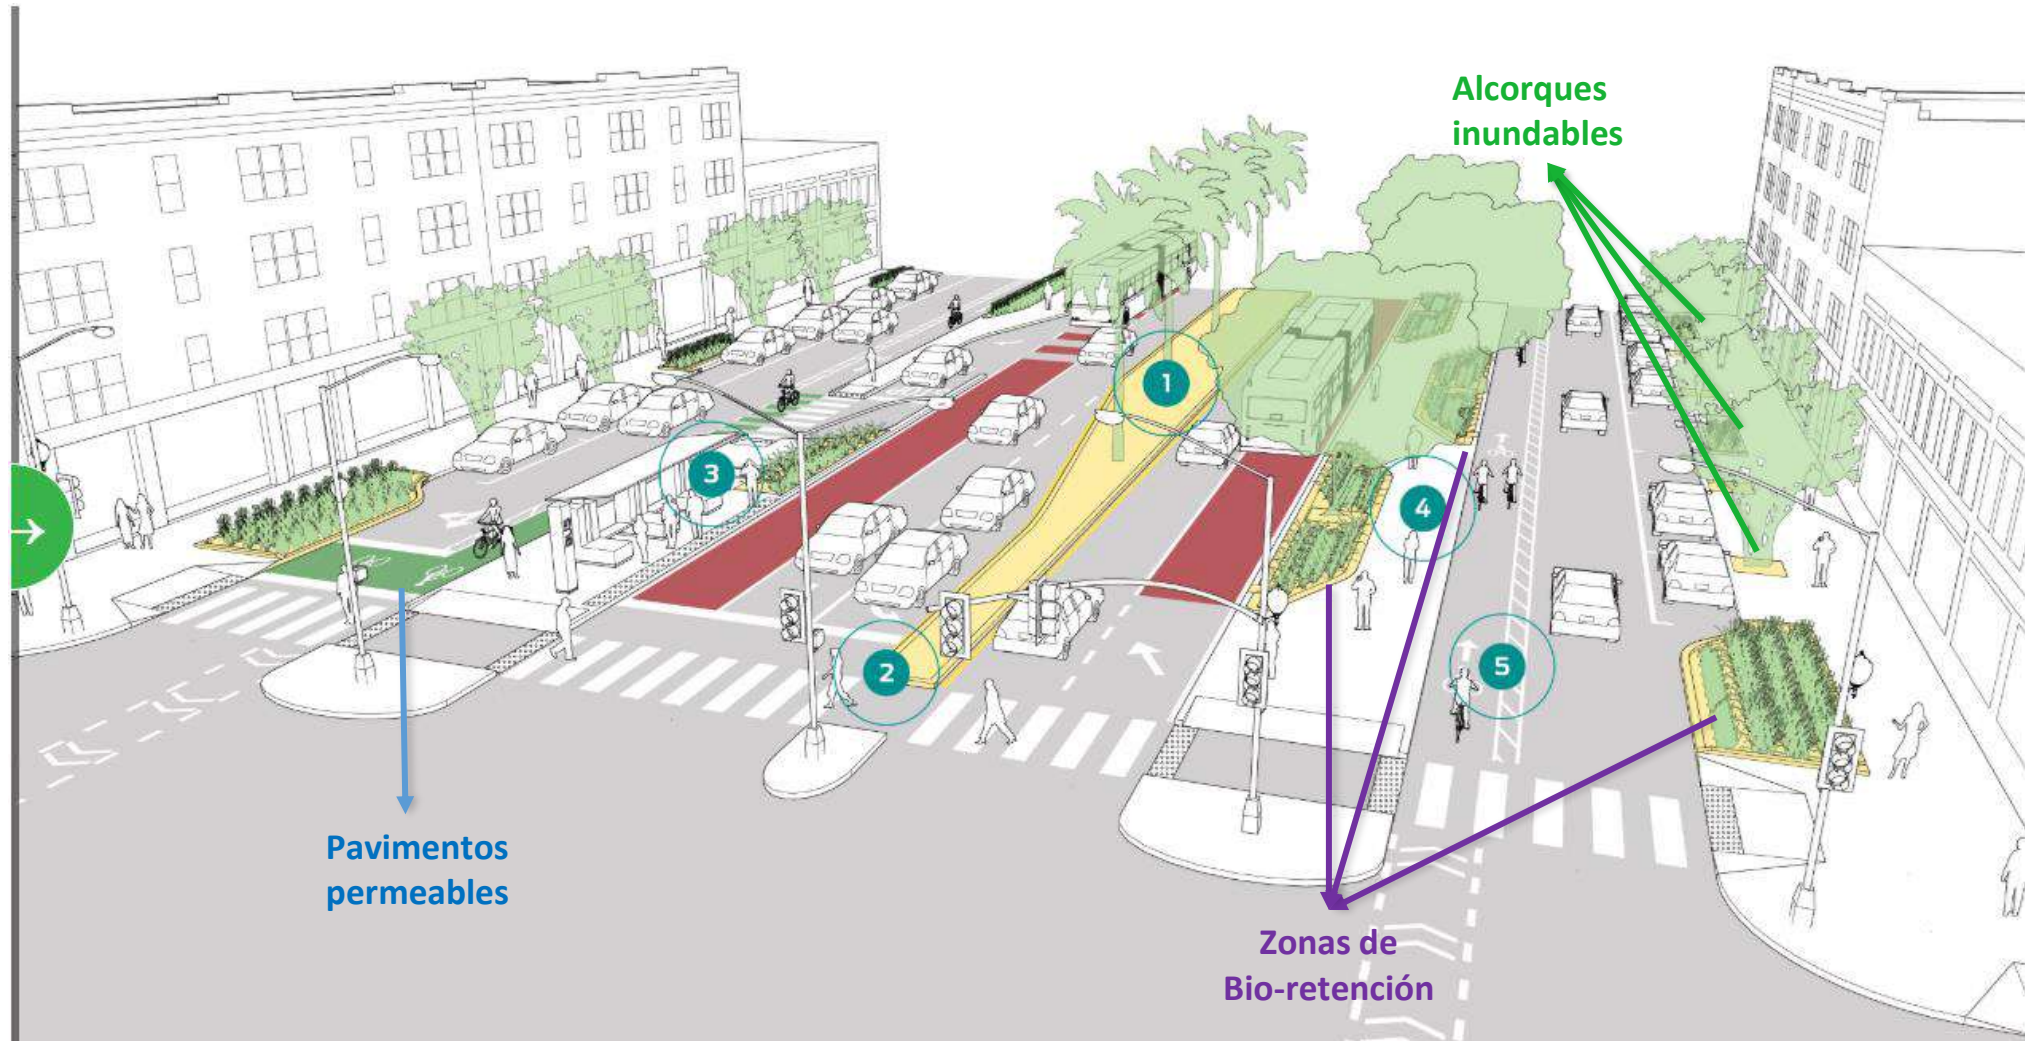 Alcorques
inundables
1
3
4
2
5
Pavimentos
permeables
Zonas de
Bio-retención